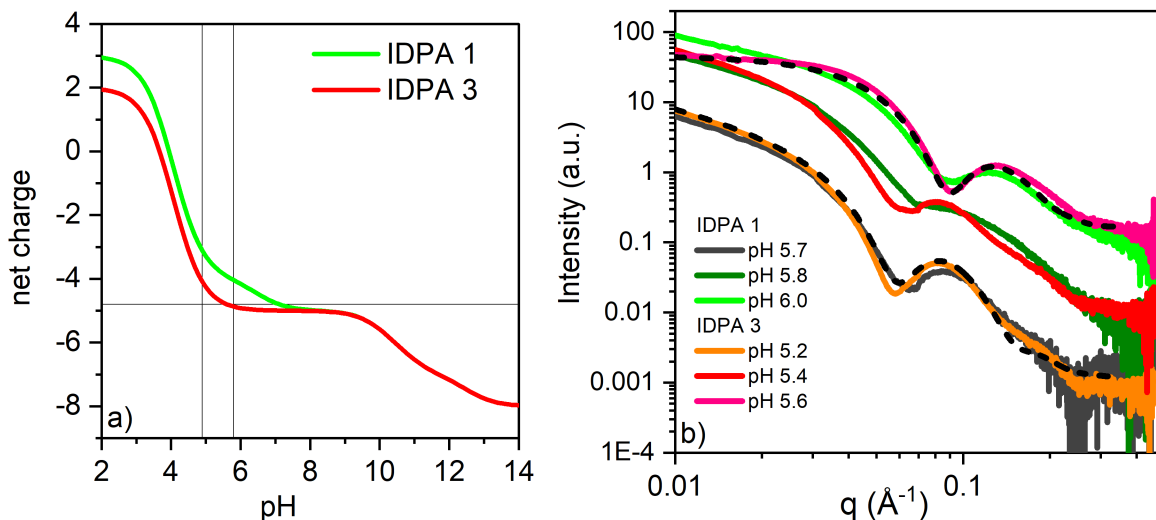 4
2
0
-2
-4
-6
-8
net charge
IDPA 1
IDPA 3
a)
2 4 6 8 10 12 14
pH
100
10
1
0.1
0.01
0.001
1E-4
Intensity (a.u.)
IDPA 1
pH 5.7
pH 5.8
pH 6.0
IDPA 3
pH 5.2
pH 5.4
pH 5.6
b)
0.01 0.1
q (Å⁻¹)